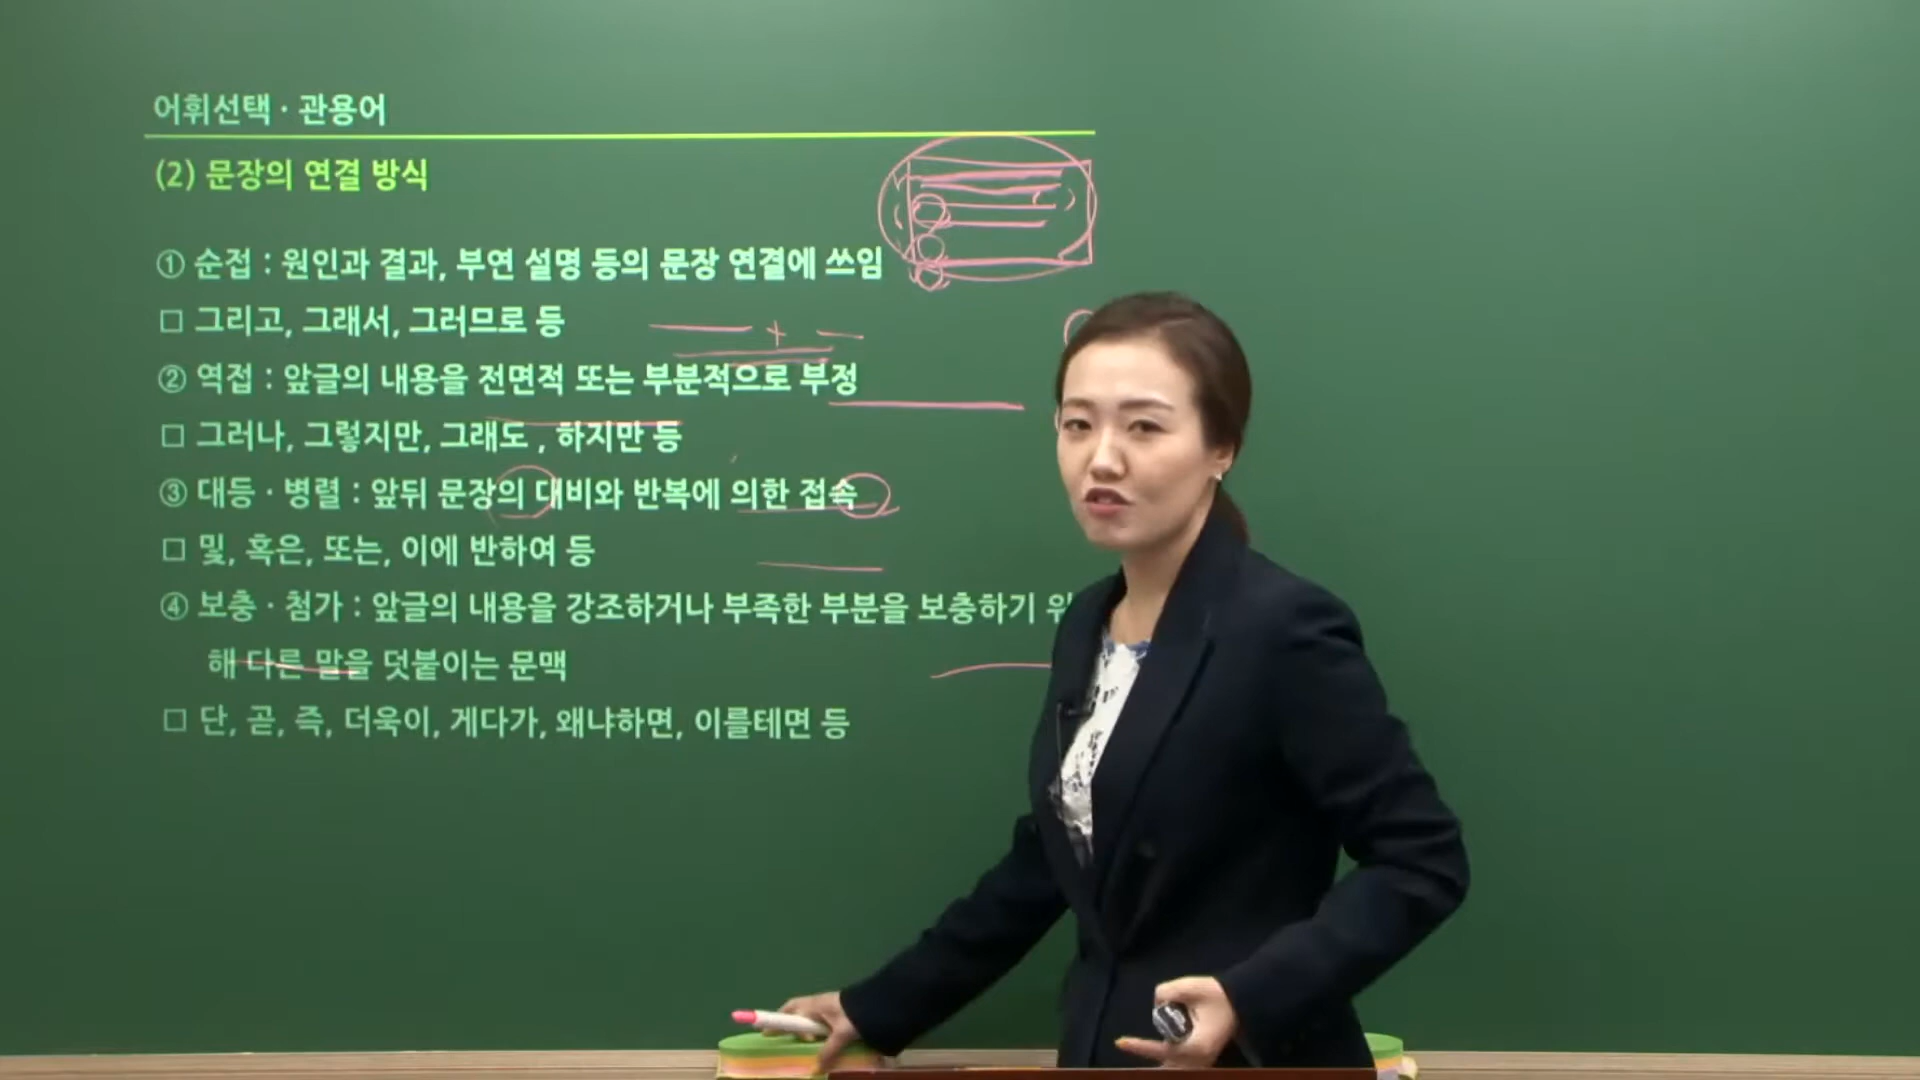 어휘선택 · 관용어
(2) 문장의 연결 방식
① 순접 : 원인과 결과, 부연 설명 등의 문장 연결에 쓰임
□ 그리고, 그래서, 그러므로 등
② 역접 : 앞글의 내용을 전면적 또는 부분적으로 부정
□ 그러나, 그렇지만, 그래도 , 하지만 등
③ 대등 · 병렬 : 앞뒤 문장의 대비와 반복에 의한 접속
□ 및, 혹은, 또는, 이에 반하여 등
④ 보충 · 첨가 : 앞글의 내용을 강조하거나 부족한 부분을 보충하기 위
해 다른 말을 덧붙이는 문맥
□ 단, 곧, 즉, 더욱이, 게다가, 왜냐하면, 이를테면 등